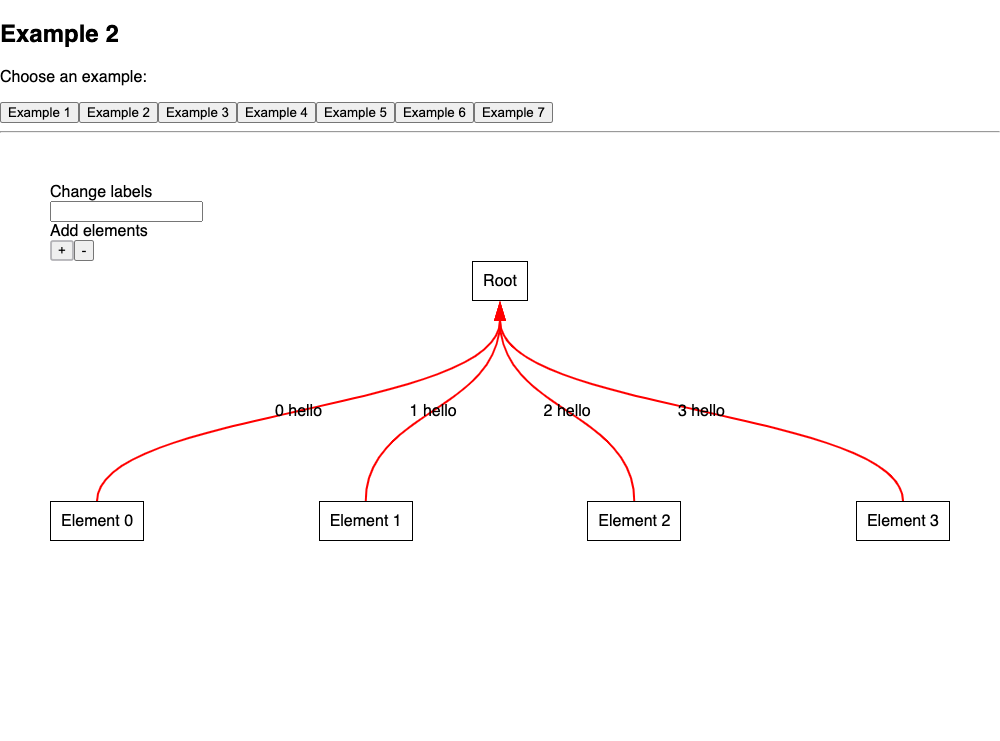 Example 2
Choose an example:
Example 1 Example 2 Example 3 Example 4 Example 5 Example 6 Example 7
Change labels
Add elements
+ -
Root
0 hello 1 hello 2 hello 3 hello
Element 0 Element 1 Element 2 Element 3